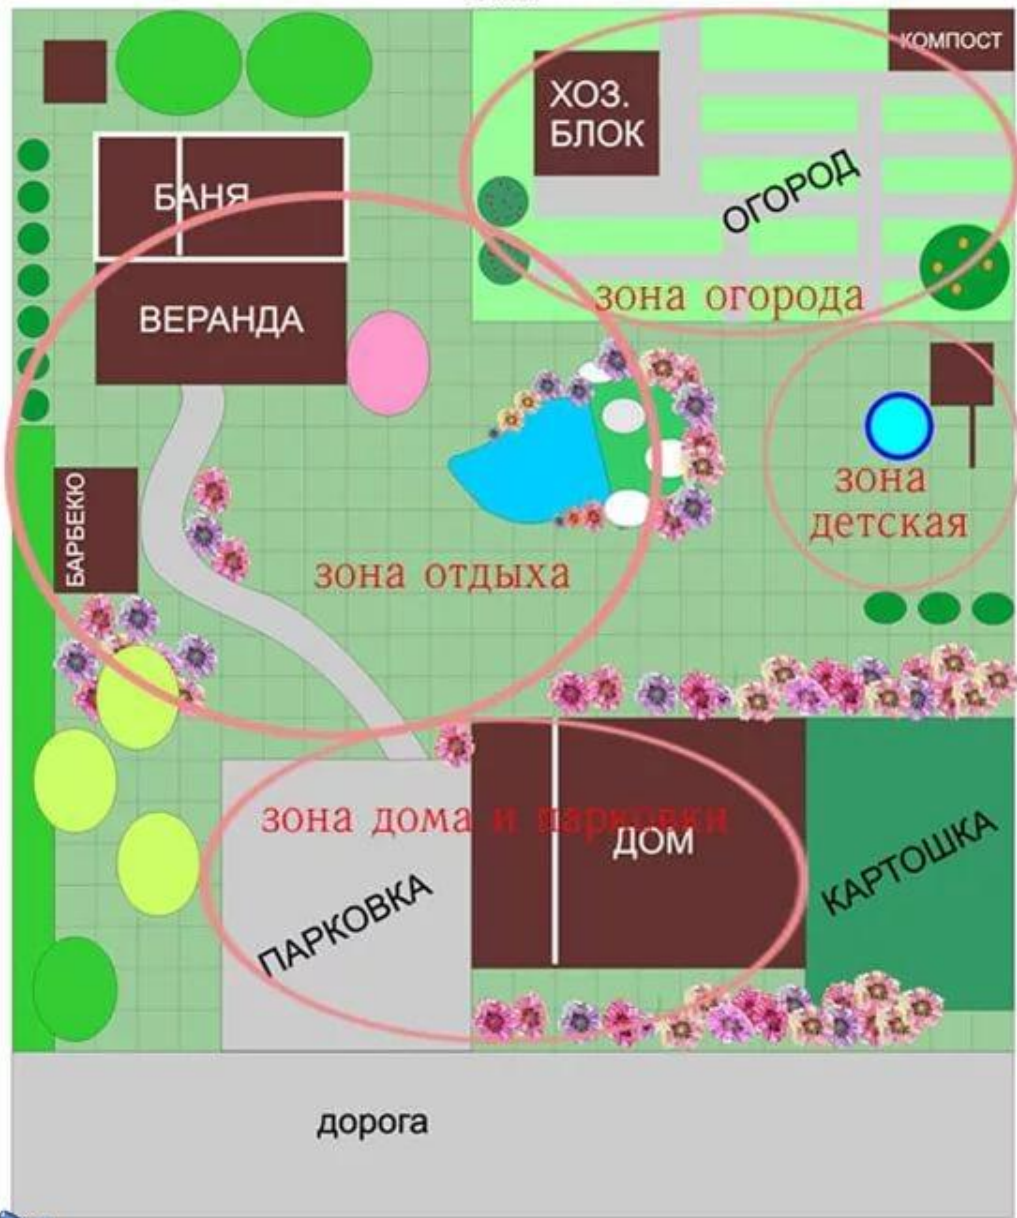 КОМПОСТ
ХОЗ.
БЛОК
ОГОРОД
БАНЯ
ВЕРАНДА
зона огорода
БАРБЕКЮ
зона
детская
зона отдыха
зона дома и парковки
ДОМ
КАРТОШКА
ПАРКОВКА
дорога